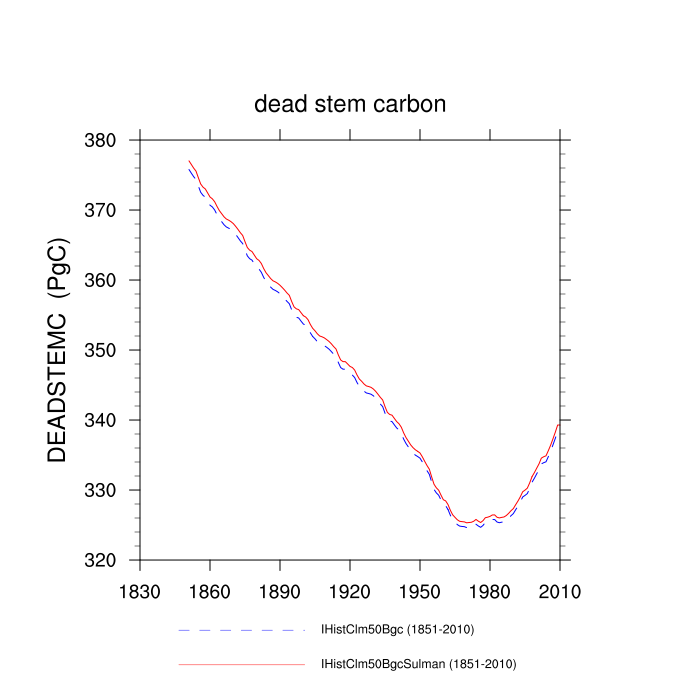 dead stem carbon
DEADSTEMC (PgC)
380
370
360
350
340
330
320
1830 1860 1890 1920 1950 1980 2010
IHistClm50Bgc (1851-2010)
IHistClm50BgcSulman (1851-2010)